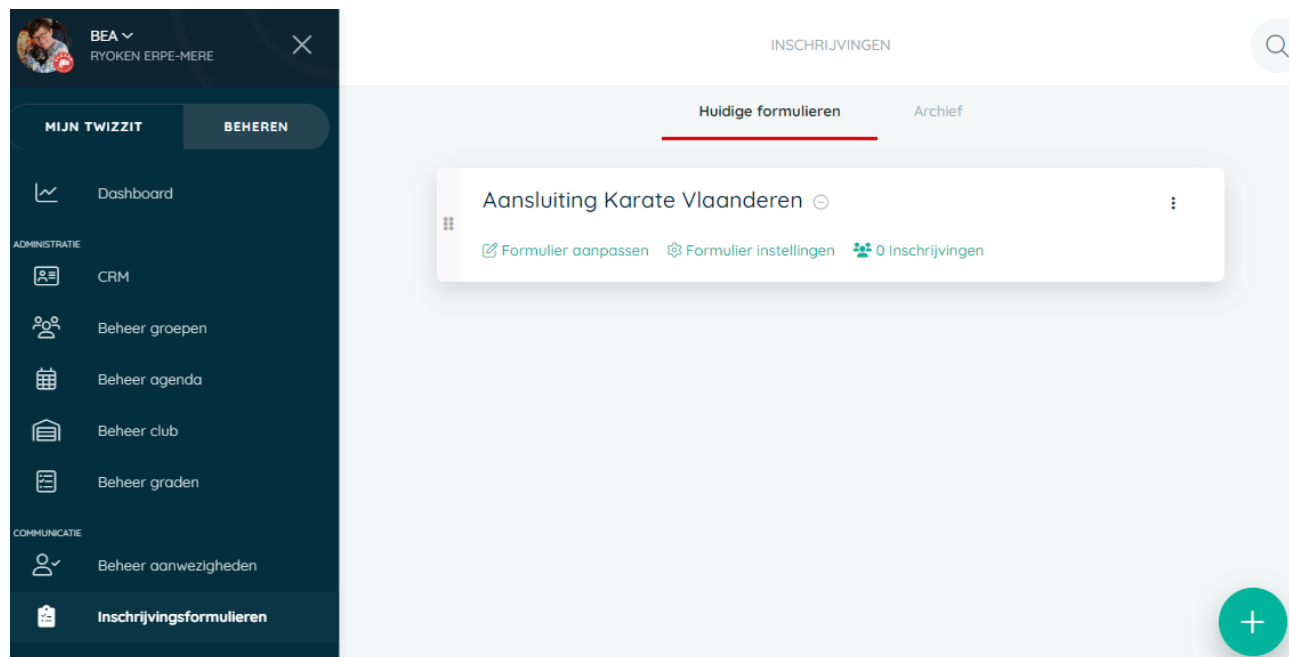 BEA
RYOKEN ERPE-MERE
MIJN TWIZZIT
BEHEREN
Dashboard
ADMINISTRATIE
CRM
Beheer groepen
Beheer agenda
Beheer club
Beheer graden
COMMUNICATIE
Beheer aanwezigheden
Inschrijvingsformulieren
INSCHRIJVINGEN
Huidige formulieren
Archief
Aansluiting Karate Vlaanderen
Formulier aanpassen
Formulier instellingen
0 Inschrijvingen